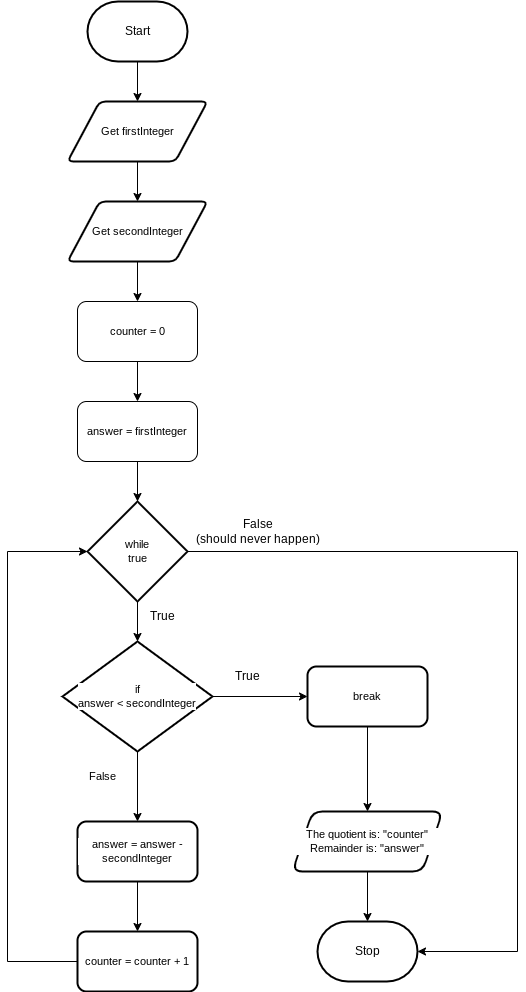 Start
Get firstInteger
Get secondInteger
counter = 0
answer = firstInteger
while
true
False
(should never happen)
True
if
answer < secondInteger
True
break
False
answer = answer -
secondInteger
The quotient is: "counter"
Remainder is: "answer"
counter = counter + 1
Stop